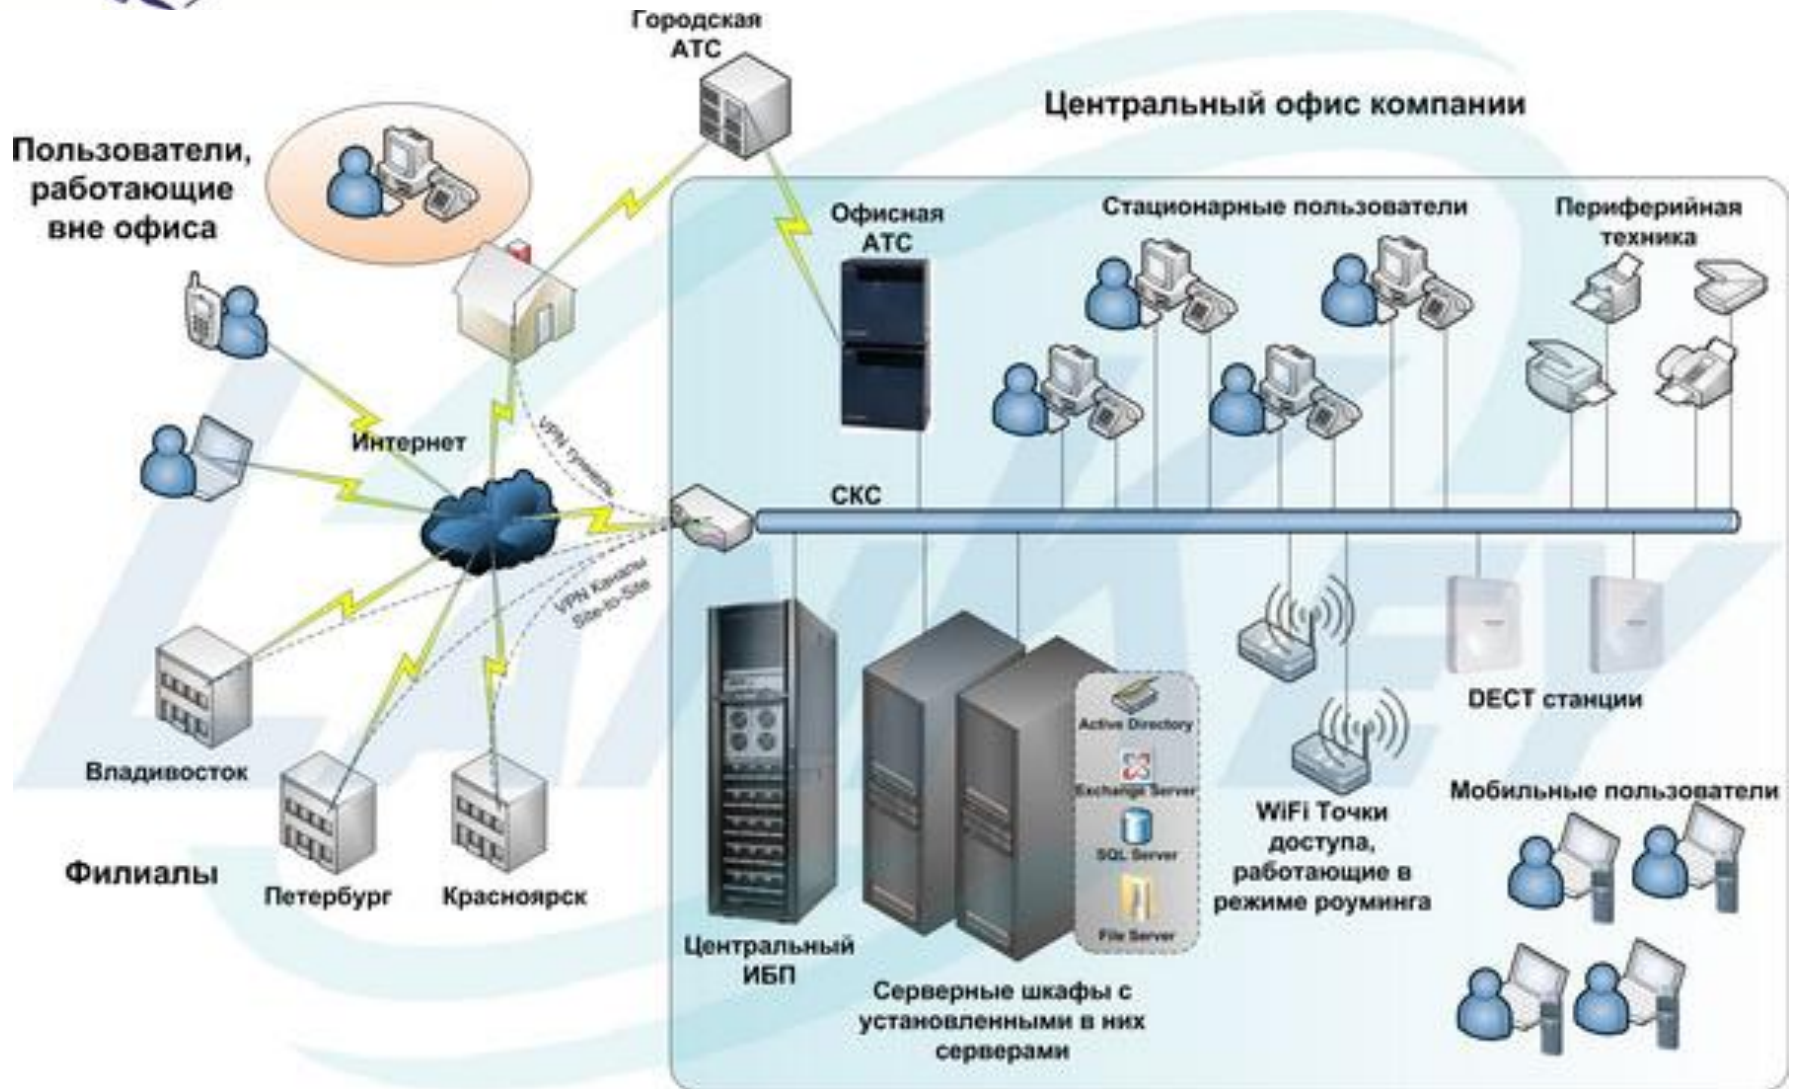 Городская
АТС
Центральный офис компании
Пользователи,
работающие
вне офиса
Офисная
АТС
Стационарные пользователи
Периферийная
техника
Интернет
VPN туннель
СКС
VPN Каналы
Site-to-Site
Владивосток
Филиалы
Петербург
Красноярск
Центральный
ИБП
Серверные шкафы с
установленными в них
серверами
Active Directory
Exchange Server
SQL Server
File Server
WiFi Точки
доступа,
работающие в
режиме роуминга
DECT станции
Мобильные пользователи
LANKEY